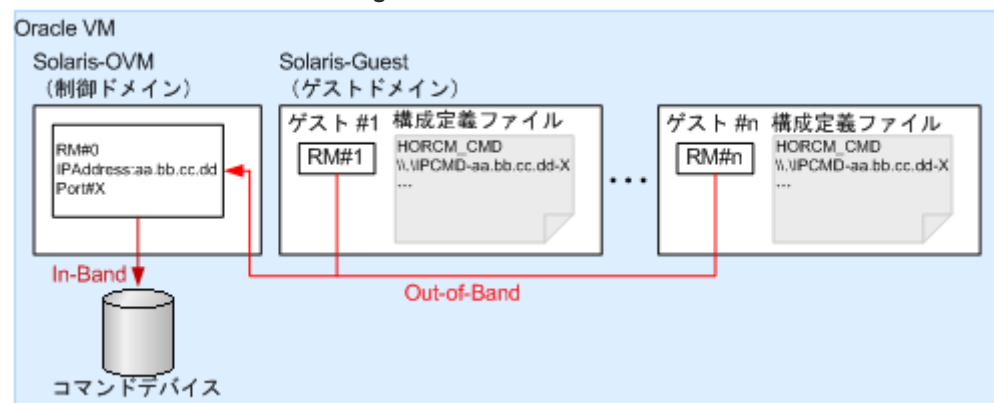 Oracle VM
Solaris-OVM
（制御ドメイン）
RM#0
IPAddress:aa.bb.cc.dd
Port#X
In-Band
コマンドデバイス
Solaris-Guest
（ゲストドメイン）
ゲスト #1
構成定義ファイル
RM#1
HORCM_CMD
\\.\IPCMD-aa.bb.cc.dd-X
...
...
ゲスト #n
構成定義ファイル
RM#n
HORCM_CMD
\\.\IPCMD-aa.bb.cc.dd-X
...
Out-of-Band